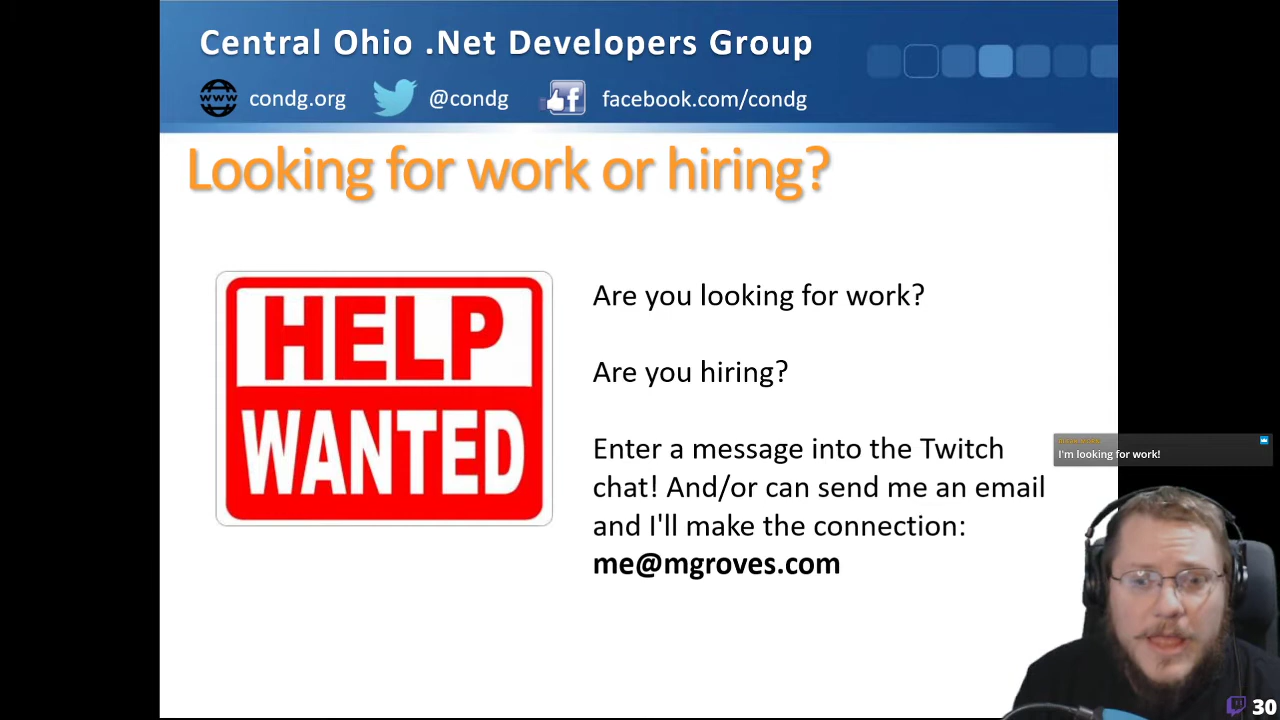 Central Ohio .Net Developers Group
www condg.org @condg f facebook.com/condg
Looking for work or hiring?
HELP
WANTED
Are you looking for work?
Are you hiring?
Enter a message into the Twitch
chat! And/or can send me an email
and I'll make the connection:
me@mgroves.com
I'm looking for work!
30